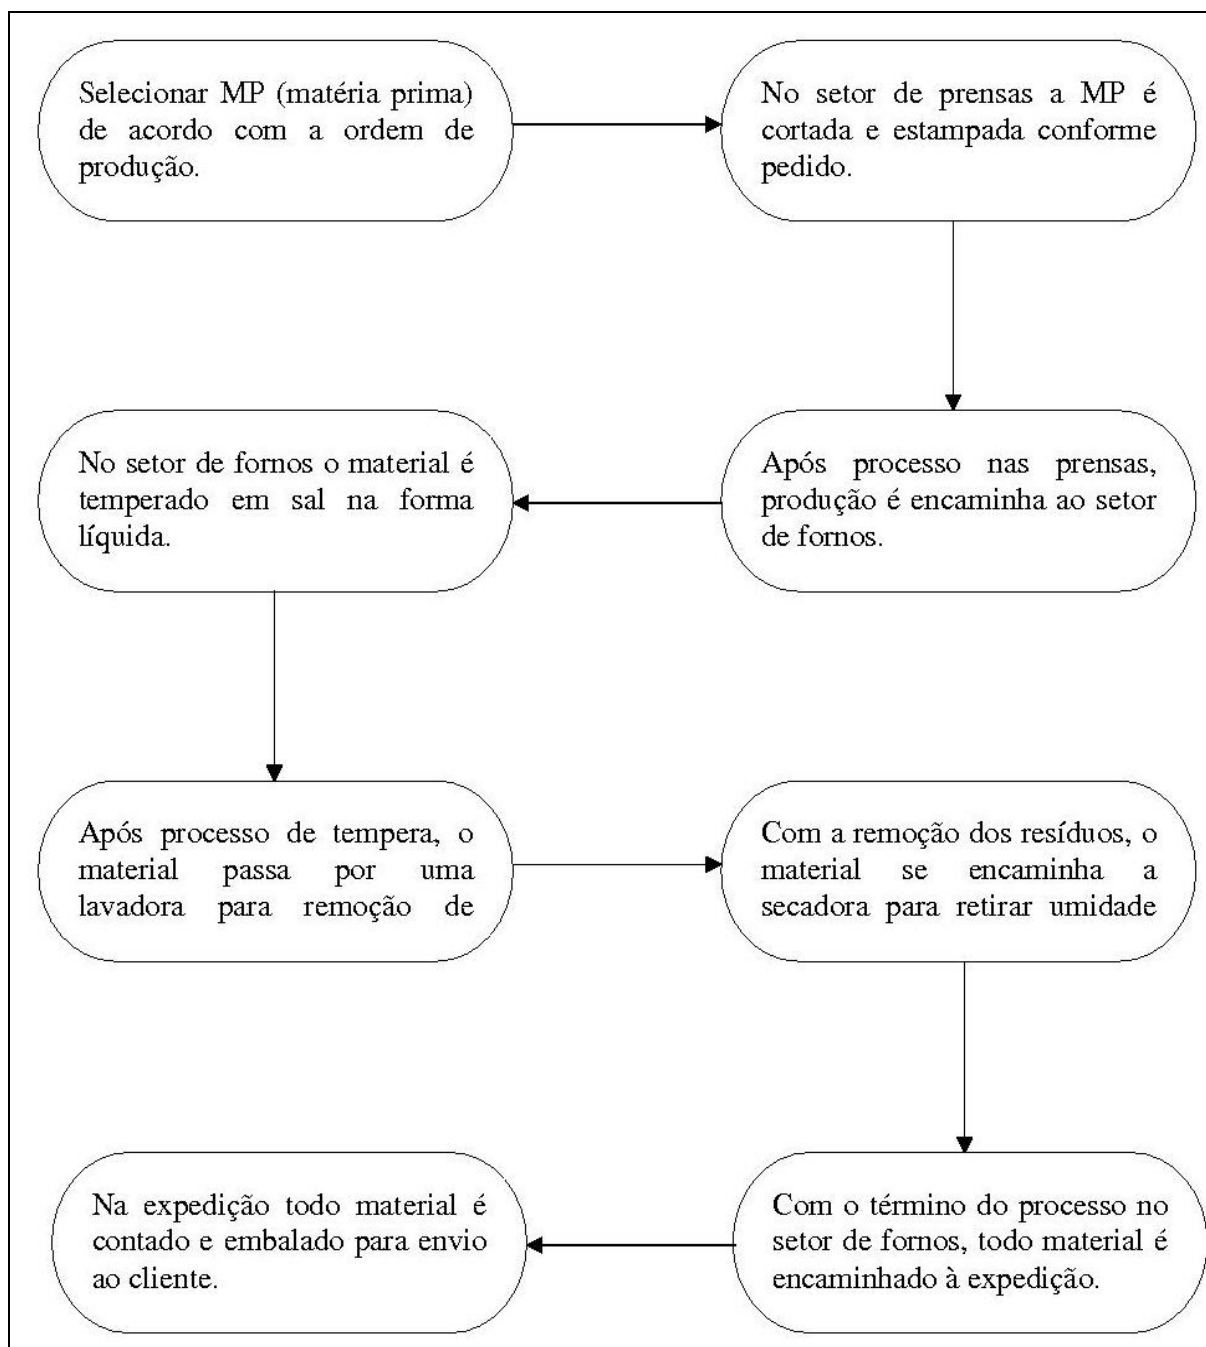 Selecionar MP (matéria prima)
de acordo com a ordem de
produção.
No setor de prensas a MP é
cortada e estampada conforme
pedido.
Após processo nas prensas,
produção é encaminha ao setor
de fornos.
No setor de fornos o material é
temperado em sal na forma
líquida.
Após processo de tempera, o
material passa por uma
lavadora para remoção de
Com a remoção dos resíduos, o
material se encaminha a
secadora para retirar umidade
Com o término do processo no
setor de fornos, todo material é
encaminhado à expedição.
Na expedição todo material é
contado e embalado para envio
ao cliente.